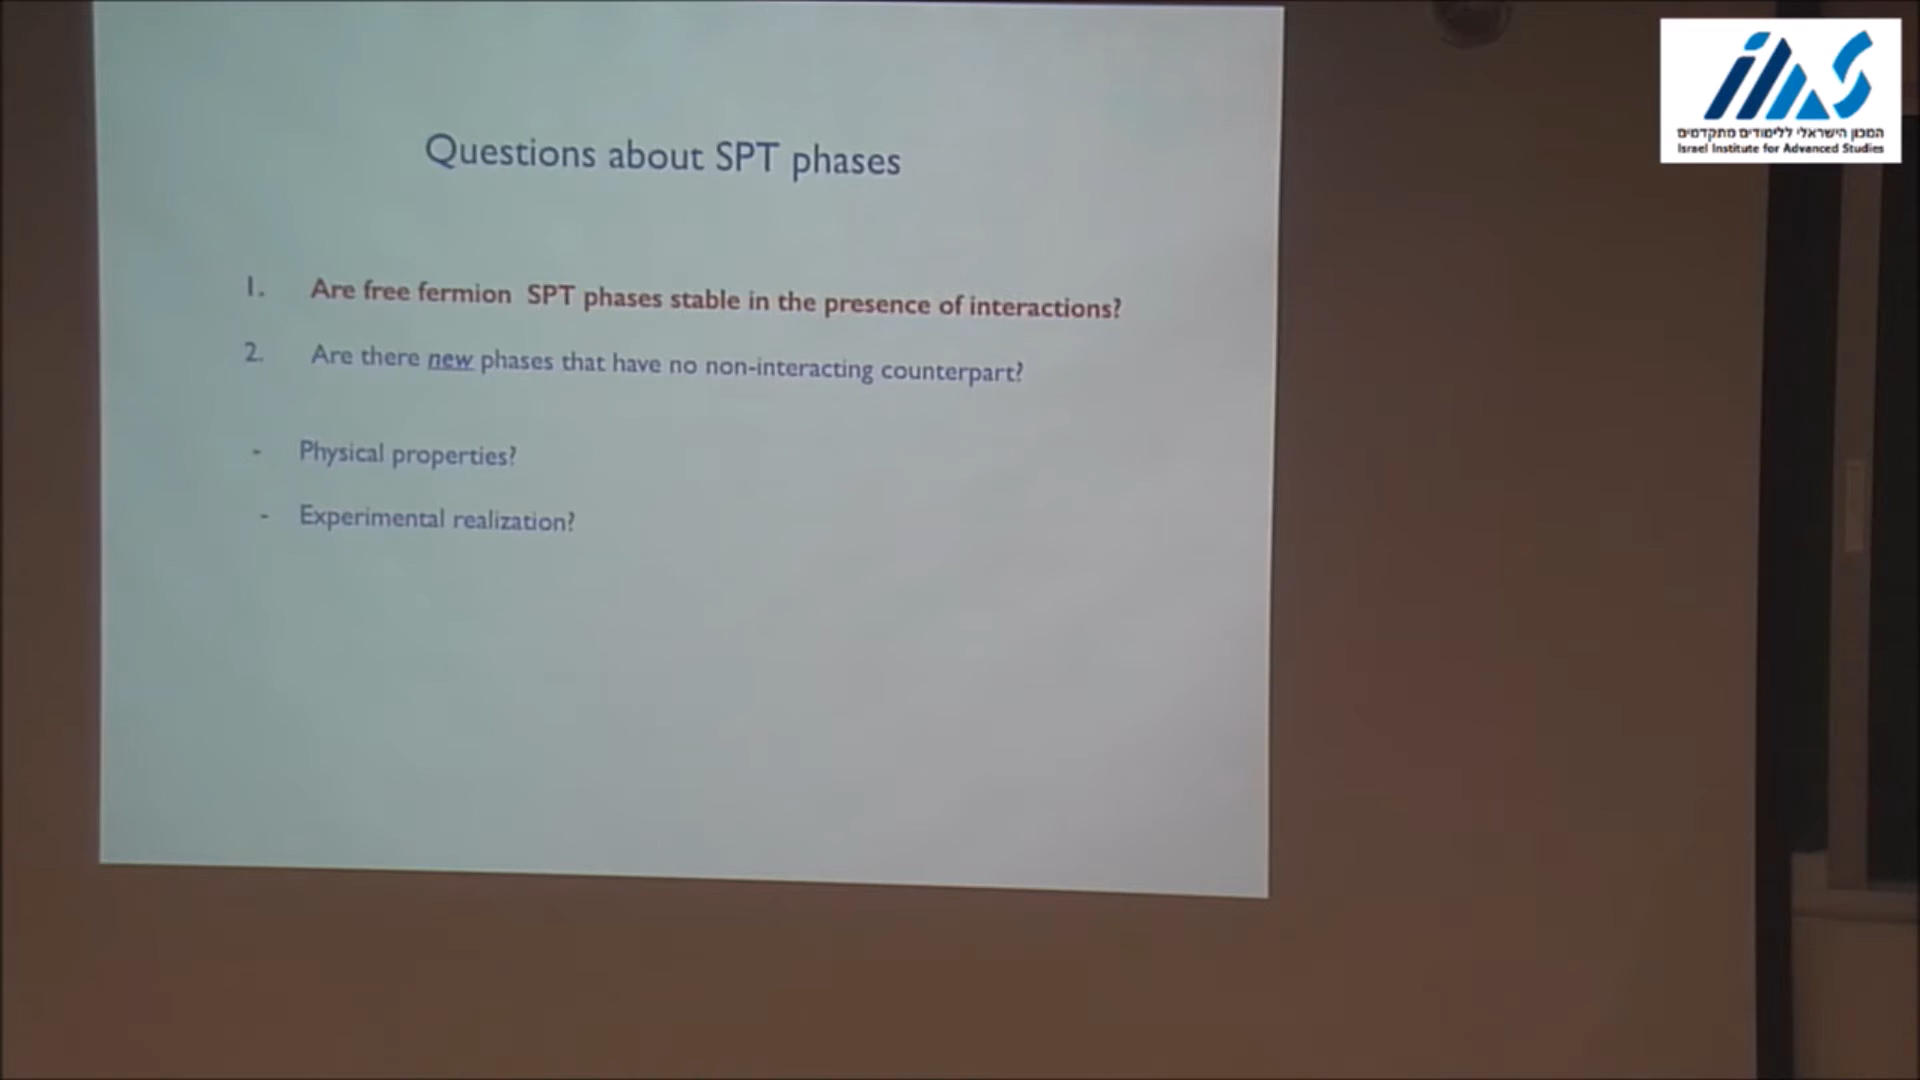 Questions about SPT phases
1. Are free fermion SPT phases stable in the presence of interactions?
2. Are there new phases that have no non-interacting counterpart?
- Physical properties?
- Experimental realization?
ias
המכון הישראלי ללימודים מתקדמים
Israel Institute for Advanced Studies